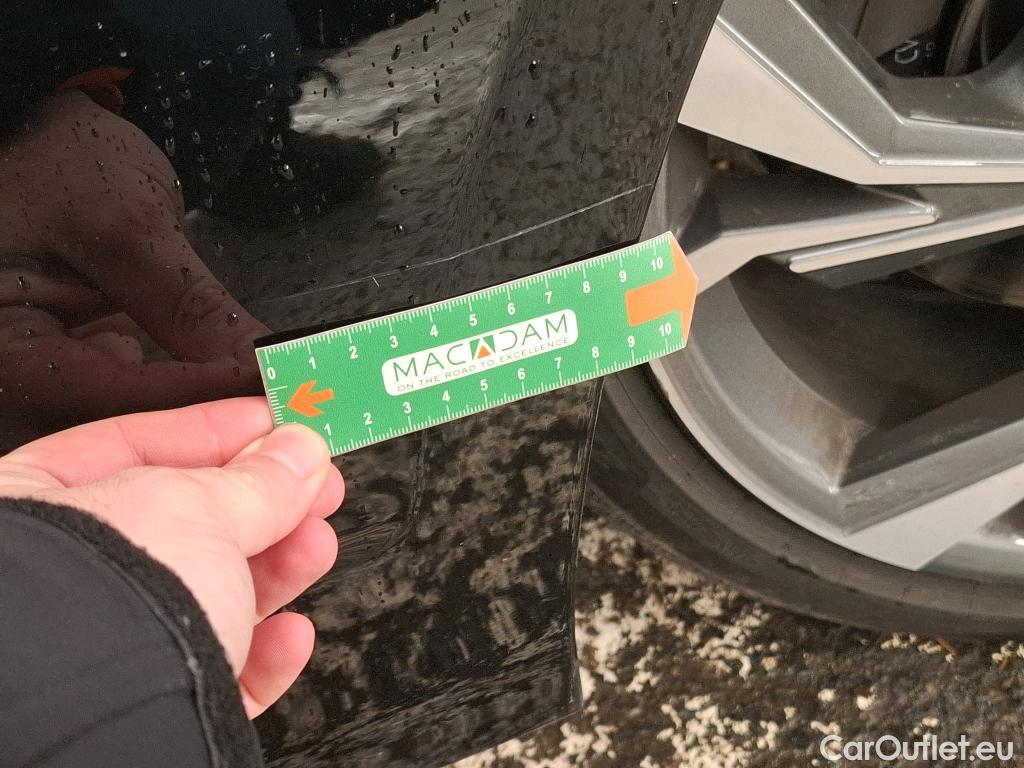 0 1 2 3 4 5 6 7 8 9 10
MACADAM
ON THE ROAD TO EXCELLENCE
1 2 3 4 5 6 7 8 9 10
CarOutlet.eu